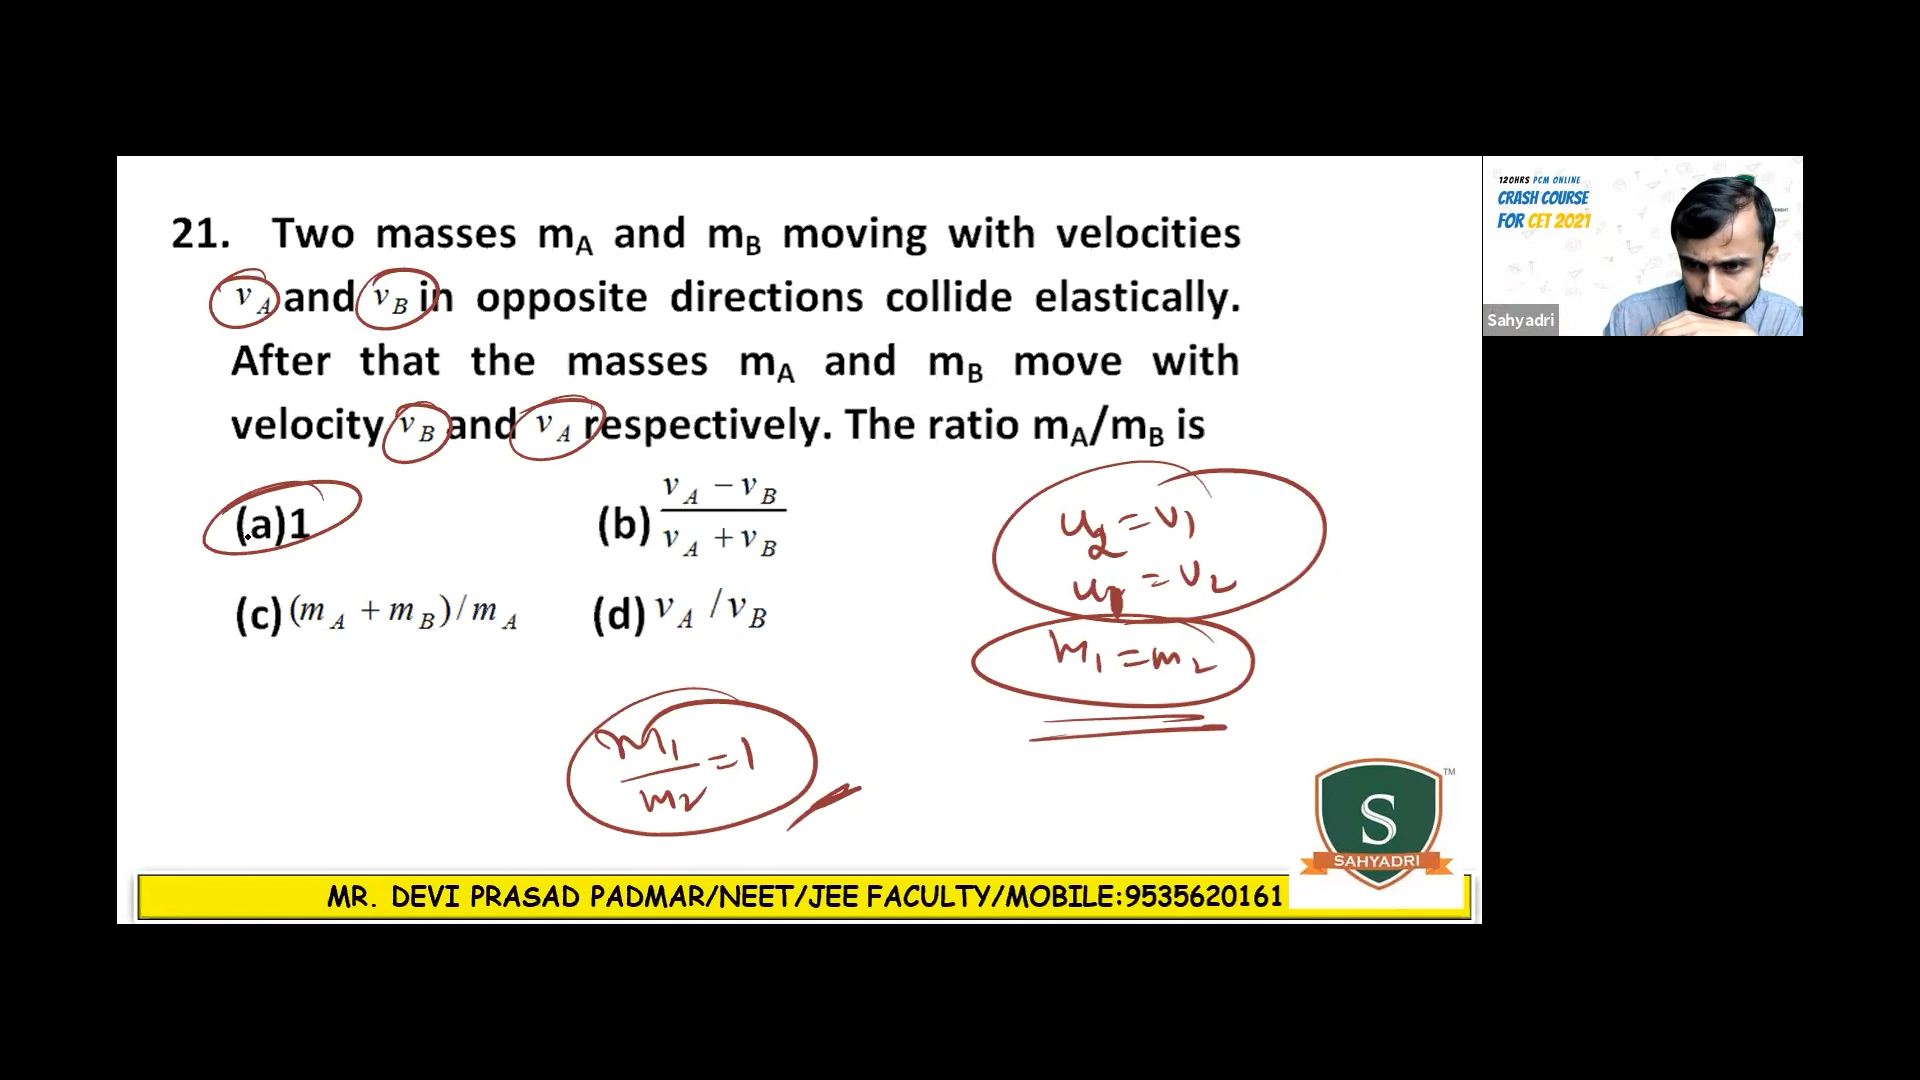 21. Two masses mA and mB moving with velocities
vA and vB in opposite directions collide elastically.
After that the masses mA and mB move with
velocity vB and vA respectively. The ratio mA/mB is
(a)1
(b) vA − vB / vA + vB
(c) (mA + mB)/mA
(d) vA / vB
u2 = v1
u1 = v2
m1 = m2
m1/m2 = 1
MR. DEVI PRASAD PADMAR/NEET/JEE FACULTY/MOBILE:9535620161
S
SAHYADRI
TM
120HRS PCM ONLINE
CRASH COURSE
FOR CET 2021
Sahyadri